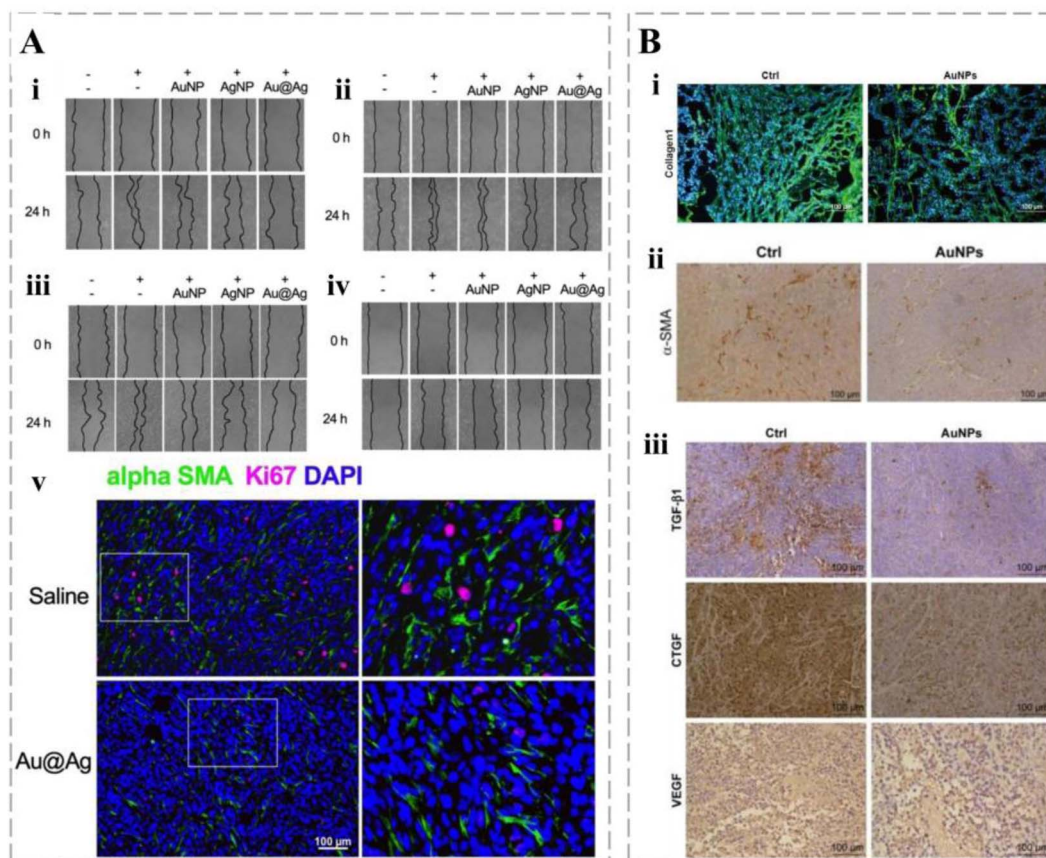 A
B
i
- + + + +
- - AuNP AgNP Au@Ag
0 h
24 h
ii
- + + + +
- - AuNP AgNP Au@Ag
0 h
24 h
iii
- + + + +
- - AuNP AgNP Au@Ag
0 h
24 h
iv
- + + + +
- - AuNP AgNP Au@Ag
0 h
24 h
v
alpha SMA Ki67 DAPI
Saline
Au@Ag
100 μm
i
Ctrl AuNPs
Collagen1
100 μm 100 μm
ii
Ctrl AuNPs
α-SMA
100 μm 100 μm
iii
Ctrl AuNPs
TGF-β1
100 μm 100 μm
CTGF
100 μm 100 μm
VEGF
100 μm 100 μm